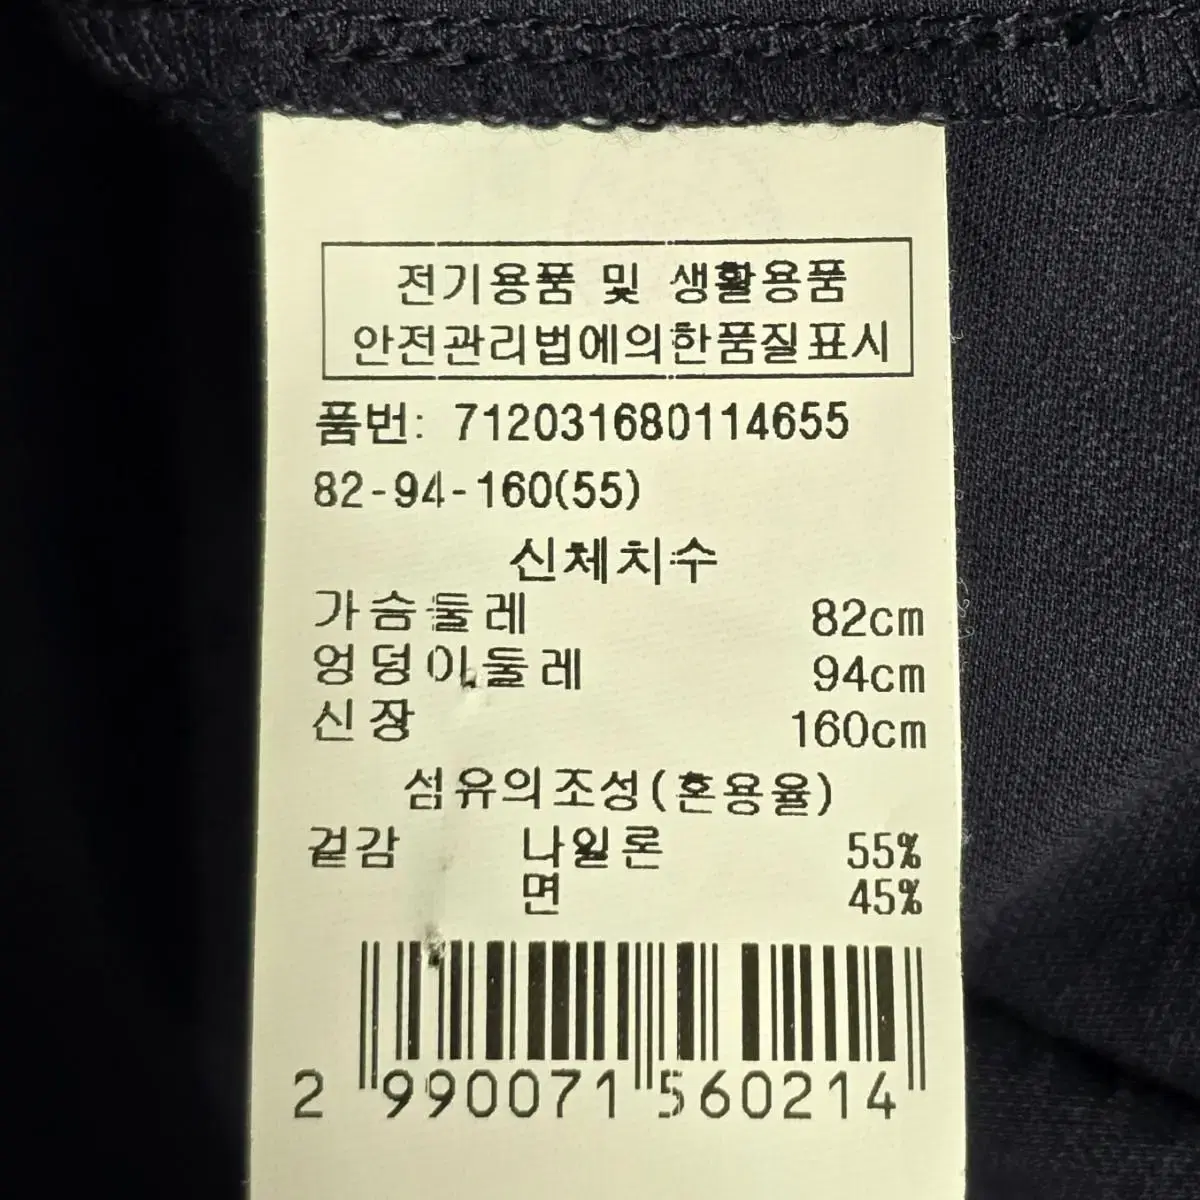 전기용품 및 생활용품
안전관리법에의한품질표시
품번: 712031680114655
82-94-160(55)
신체치수
가슴둘레 82cm
엉덩이둘레 94cm
신장 160cm
섬유의조성(혼용율)
겉감 나일론 55%
면 45%
2 990071 560214